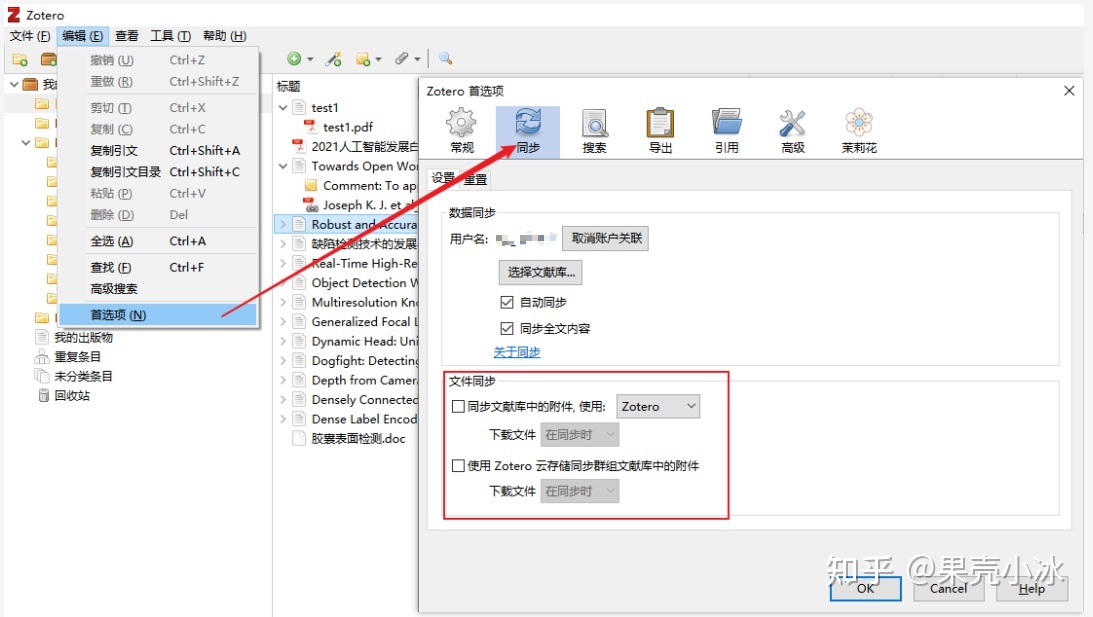 Zotero
文件 (F) 编辑 (E) 查看 工具 (T) 帮助 (H)
撤销 (U) Ctrl+Z
重做 (R) Ctrl+Shift+Z
剪切 (T) Ctrl+X
复制 (C) Ctrl+C
复制引文 Ctrl+Shift+A
复制引文目录 Ctrl+Shift+C
粘贴 (P) Ctrl+V
删除 (D) Del
全选 (A) Ctrl+A
查找 (F) Ctrl+F
高级搜索
首选项 (N)
我的出版物
重复条目
未分类条目
回收站
标题
test1
test1.pdf
2021人工智能发展白
Towards Open Wor
Comment: To ap
Joseph K. J. et al_
Robust and Accura
缺陷检测技术的发展
Real-Time High-Re
Object Detection W
Multiresolution Kno
Generalized Focal L
Dynamic Head: Uni
Dogfight: Detecting
Depth from Camera
Densely Connected
Dense Label Encod
胶囊表面检测.doc
Zotero 首选项
常规 同步 搜索 导出 引用 高级 茉莉花
设置 重置
数据同步
用户名: 取消账户关联
选择文献库...
自动同步
同步全文内容
关于同步
文件同步
同步文献库中的附件, 使用: Zotero
下载文件 在同步时
使用 Zotero 云存储同步群组文献库中的附件
下载文件 在同步时
OK Cancel Help
知乎 @果壳小冰